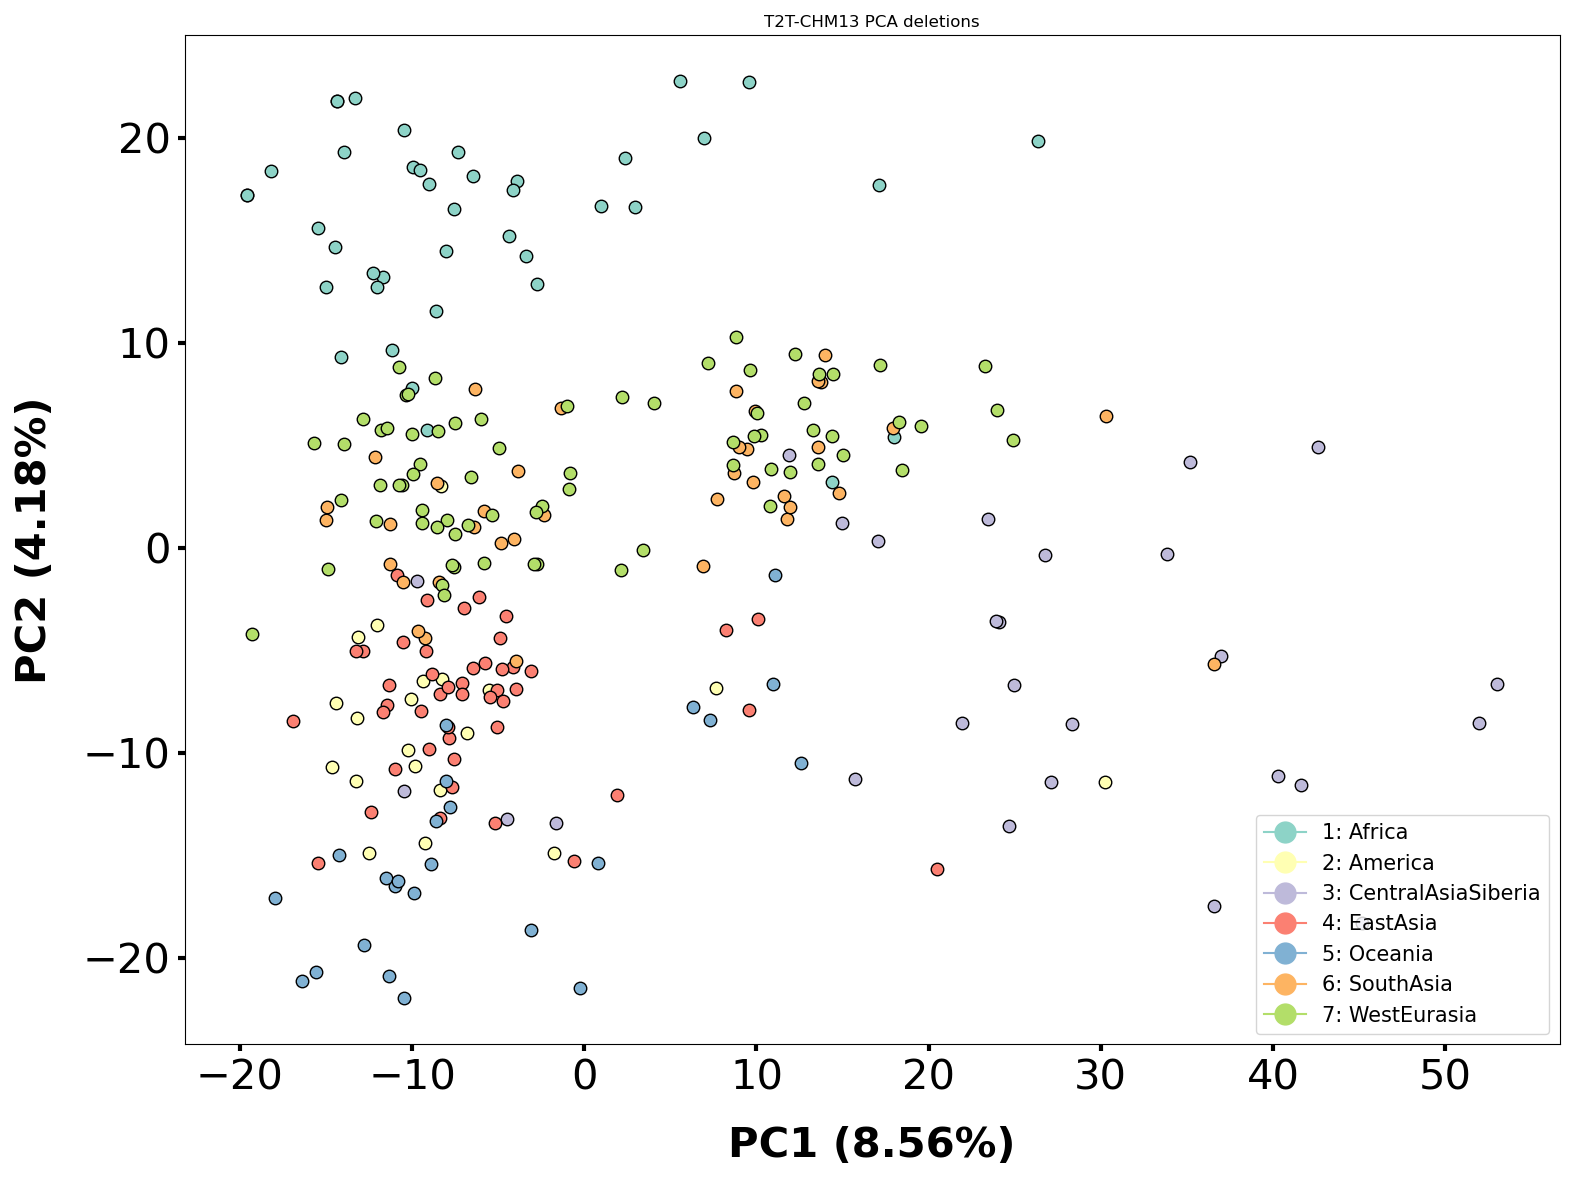 T2T-CHM13 PCA deletions
PC2 (4.18%)
20
10
0
−10
−20
1: Africa
2: America
3: CentralAsiaSiberia
4: EastAsia
5: Oceania
6: SouthAsia
7: WestEurasia
−20
−10
0
10
20
30
40
50
PC1 (8.56%)